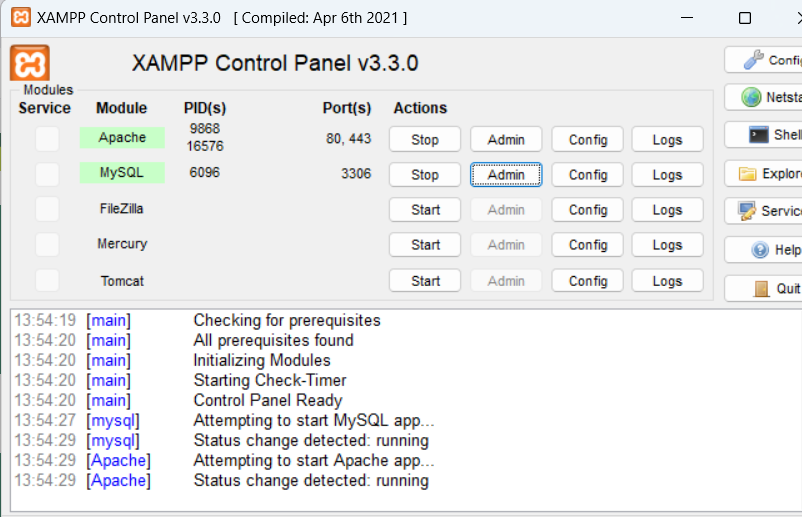 XAMPP Control Panel v3.3.0 [ Compiled: Apr 6th 2021 ]
XAMPP Control Panel v3.3.0
Modules
Service Module PID(s) Port(s) Actions
Apache 9868 16576 80, 443 Stop Admin Config Logs
MySQL 6096 3306 Stop Admin Config Logs
FileZilla Start Admin Config Logs
Mercury Start Admin Config Logs
Tomcat Start Admin Config Logs
Config
Netsta
Shell
Explore
Service
Help
Quit
13:54:19 [main] Checking for prerequisites
13:54:20 [main] All prerequisites found
13:54:20 [main] Initializing Modules
13:54:20 [main] Starting Check-Timer
13:54:20 [main] Control Panel Ready
13:54:27 [mysql] Attempting to start MySQL app...
13:54:29 [mysql] Status change detected: running
13:54:29 [Apache] Attempting to start Apache app...
13:54:29 [Apache] Status change detected: running